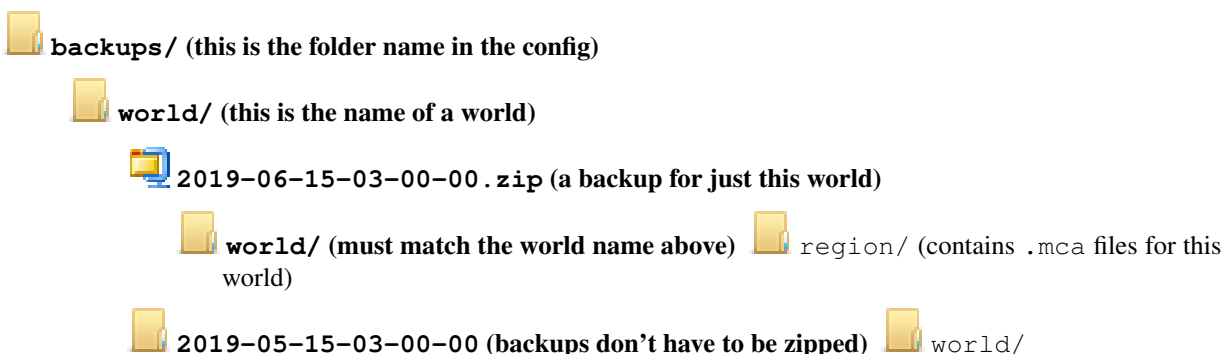 backups/ (this is the folder name in the config)
world/ (this is the name of a world)
2019-06-15-03-00-00.zip (a backup for just this world)
world/ (must match the world name above) region/ (contains .mca files for this
world)
2019-05-15-03-00-00 (backups don't have to be zipped) world/